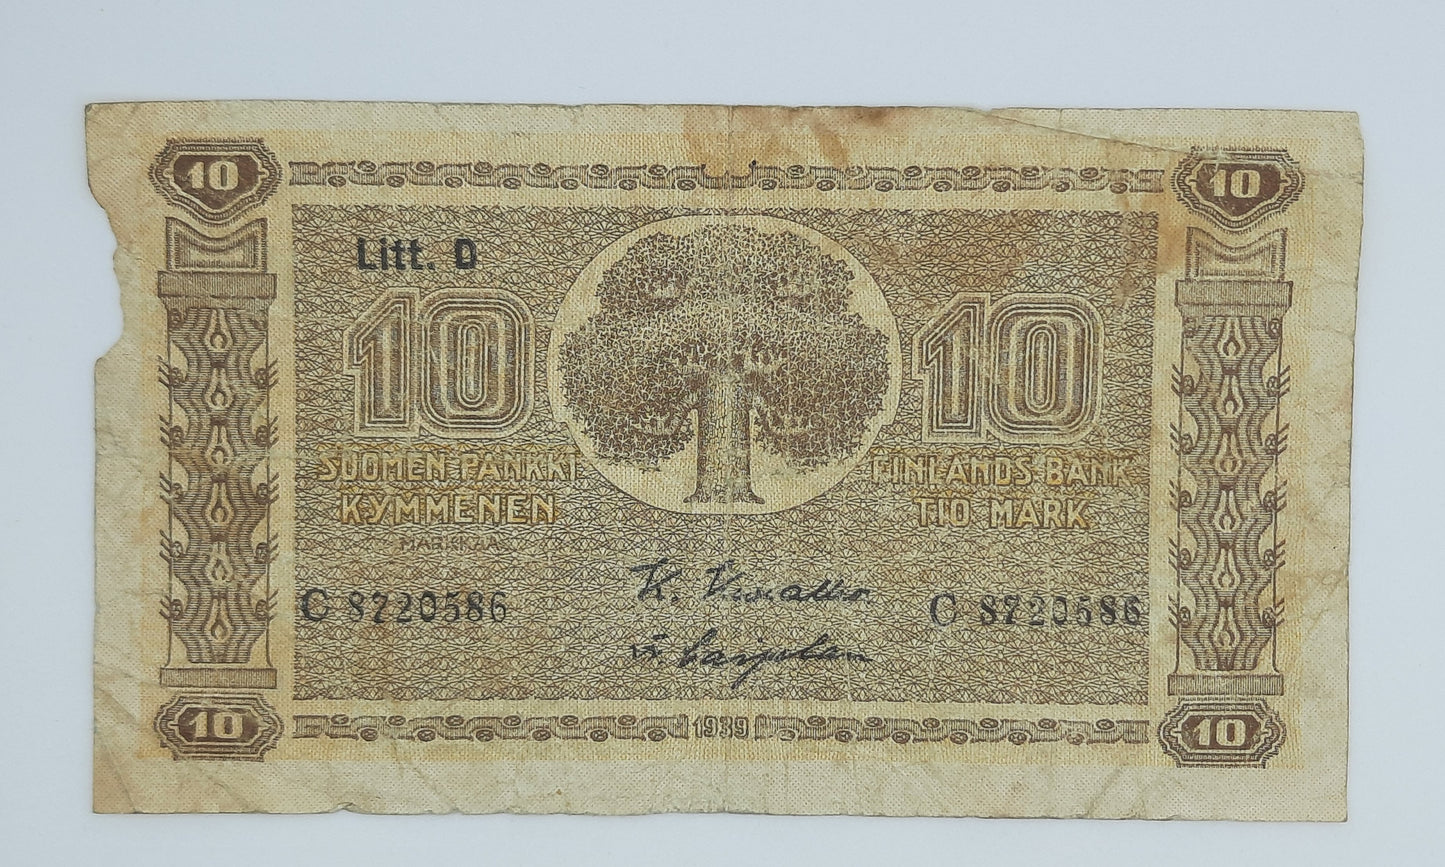 10 10
Litt. D
10 10
SUOMEN PANKKI FINLANDS BANK
KYMMENEN TIO MARK
MARKKAA
C 8720586 C 8720586
K.
10 1939 10